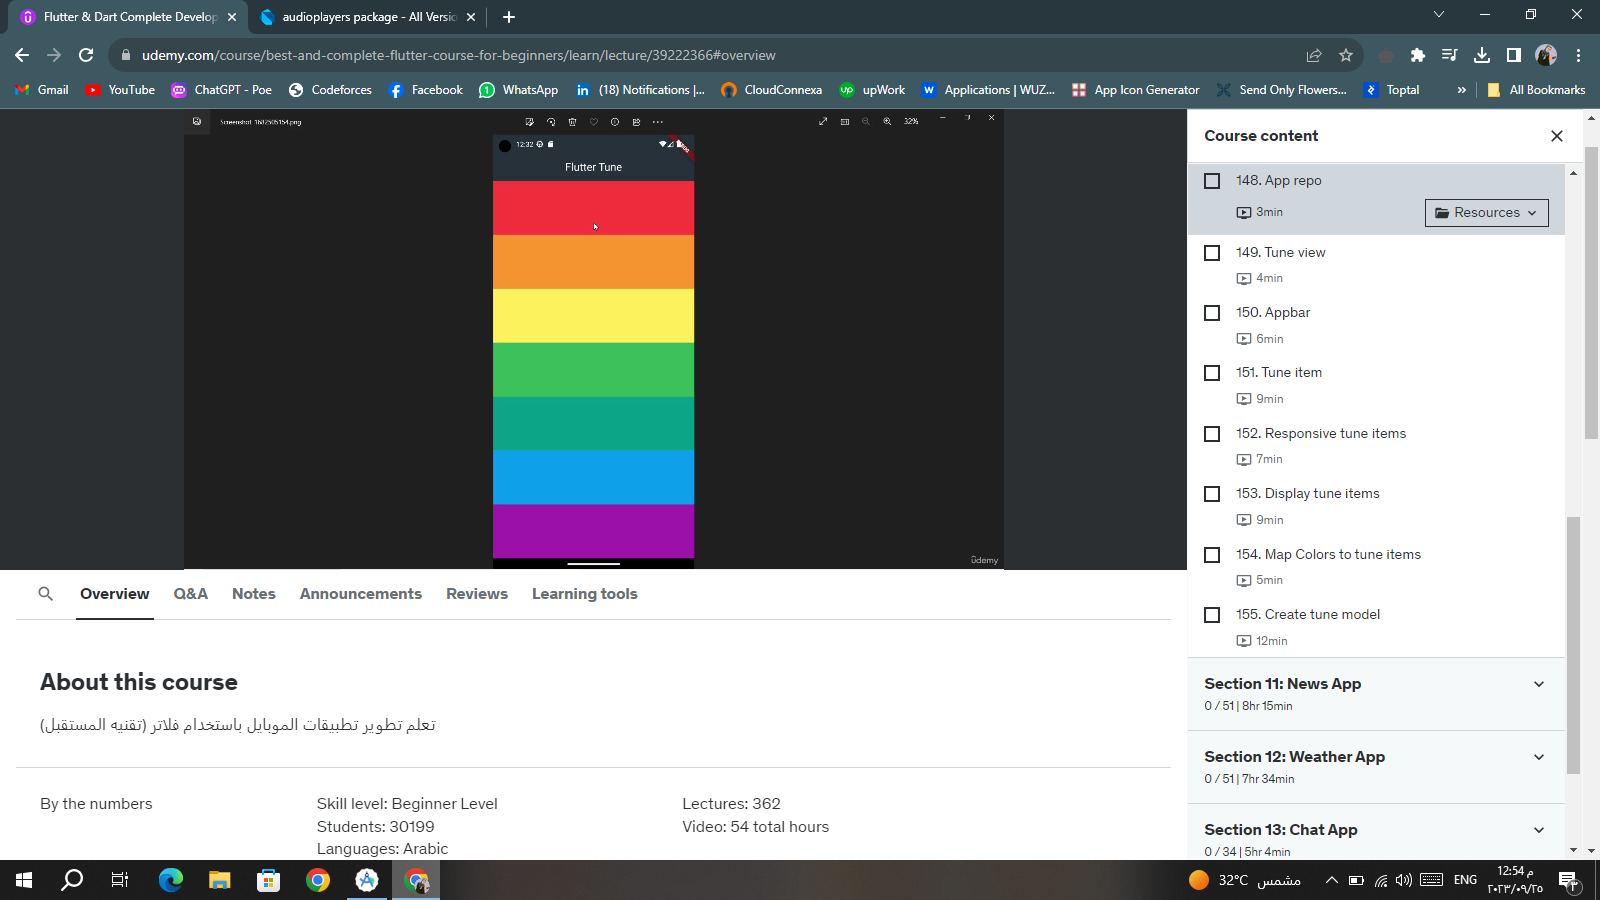 Flutter & Dart Complete Develop
audioplayers package - All Versio
udemy.com/course/best-and-complete-flutter-course-for-beginners/learn/lecture/39222366#overview
Gmail
YouTube
ChatGPT - Poe
Codeforces
Facebook
WhatsApp
(18) Notifications |...
CloudConnexa
upWork
Applications | WUZ...
App Icon Generator
Send Only Flowers...
Toptal
»
All Bookmarks
Screenshot_1682505154.png
32%
12:32
Flutter Tune
ûdemy
Course content
148. App repo
3min
Resources
149. Tune view
4min
150. Appbar
6min
151. Tune item
9min
152. Responsive tune items
7min
153. Display tune items
9min
154. Map Colors to tune items
5min
155. Create tune model
12min
Section 11: News App
0 / 51 | 8hr 15min
Section 12: Weather App
0 / 51 | 7hr 34min
Section 13: Chat App
0 / 34 | 5hr 4min
Overview
Q&A
Notes
Announcements
Reviews
Learning tools
About this course
تعلم تطوير تطبيقات الموبايل باستخدام فلاتر (تقنيه المستقبل)
By the numbers
Skill level: Beginner Level
Students: 30199
Languages: Arabic
Lectures: 362
Video: 54 total hours
32°C مشمس
ENG
12:54 م
٢٠٢٣/٠٩/٢٥
٣